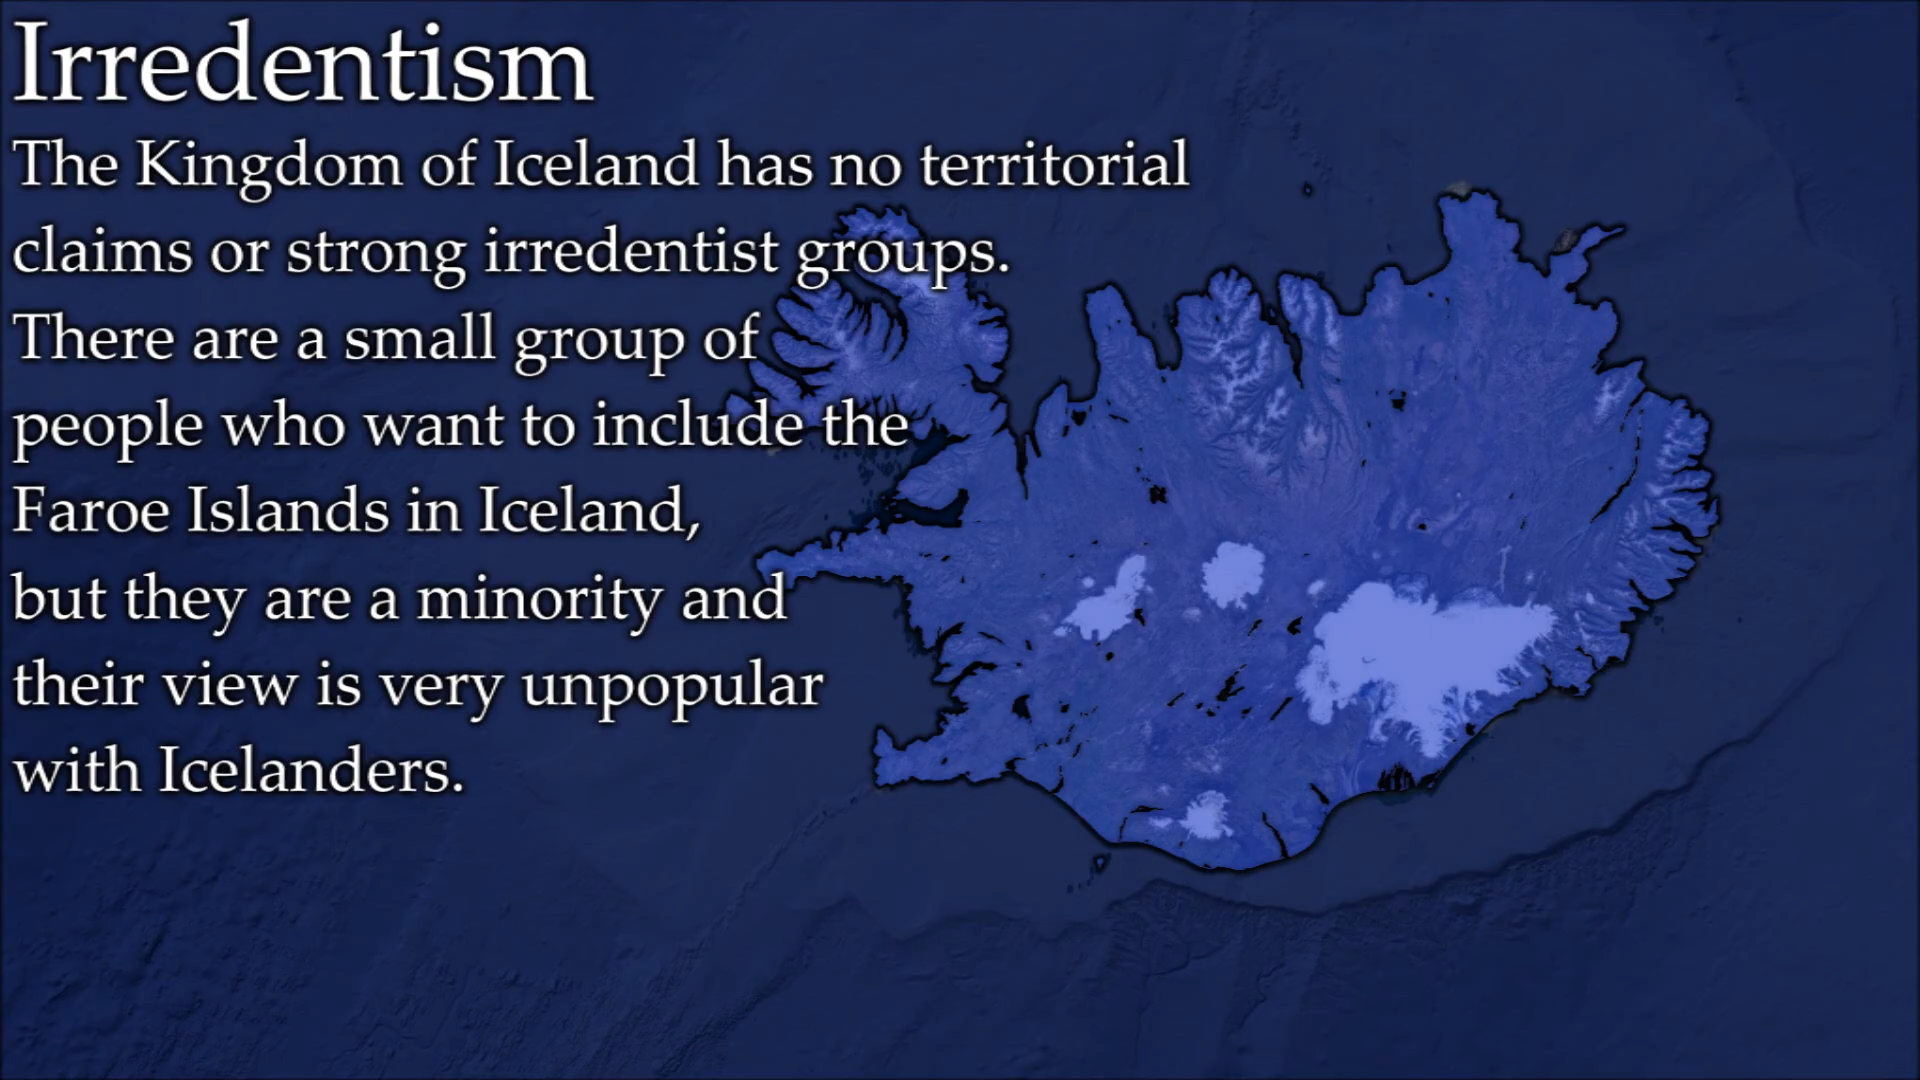 Irredentism
The Kingdom of Iceland has no territorial
claims or strong irredentist groups.
There are a small group of
people who want to include the
Faroe Islands in Iceland,
but they are a minority and
their view is very unpopular
with Icelanders.